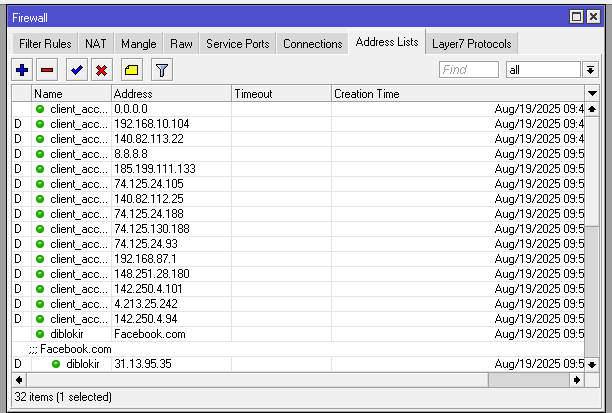 Firewall
Filter Rules NAT Mangle Raw Service Ports Connections Address Lists Layer7 Protocols
Find all
Name Address Timeout Creation Time
client_acc... 0.0.0.0 Aug/19/2025 09:4
D client_acc... 192.168.10.104 Aug/19/2025 09:4
D client_acc... 140.82.113.22 Aug/19/2025 09:4
D client_acc... 8.8.8.8 Aug/19/2025 09:5
D client_acc... 185.199.111.133 Aug/19/2025 09:5
D client_acc... 74.125.24.105 Aug/19/2025 09:5
D client_acc... 140.82.112.25 Aug/19/2025 09:5
D client_acc... 74.125.24.188 Aug/19/2025 09:5
D client_acc... 74.125.130.188 Aug/19/2025 09:5
D client_acc... 74.125.24.93 Aug/19/2025 09:5
D client_acc... 192.168.87.1 Aug/19/2025 09:5
D client_acc... 148.251.28.180 Aug/19/2025 09:5
D client_acc... 142.250.4.101 Aug/19/2025 09:5
D client_acc... 4.213.25.242 Aug/19/2025 09:5
D client_acc... 142.250.4.94 Aug/19/2025 09:5
diblokir Facebook.com Aug/19/2025 09:5
;;; Facebook.com
D diblokir 31.13.95.35 Aug/19/2025 09:5
32 items (1 selected)